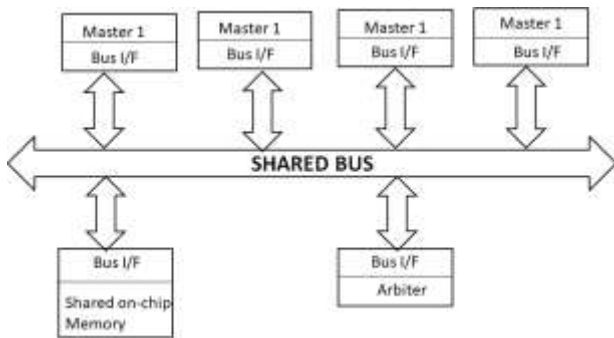 Master 1
Bus I/F
Master 1
Bus I/F
Master 1
Bus I/F
Master 1
Bus I/F
SHARED BUS
Bus I/F
Shared on-chip
Memory
Bus I/F
Arbiter